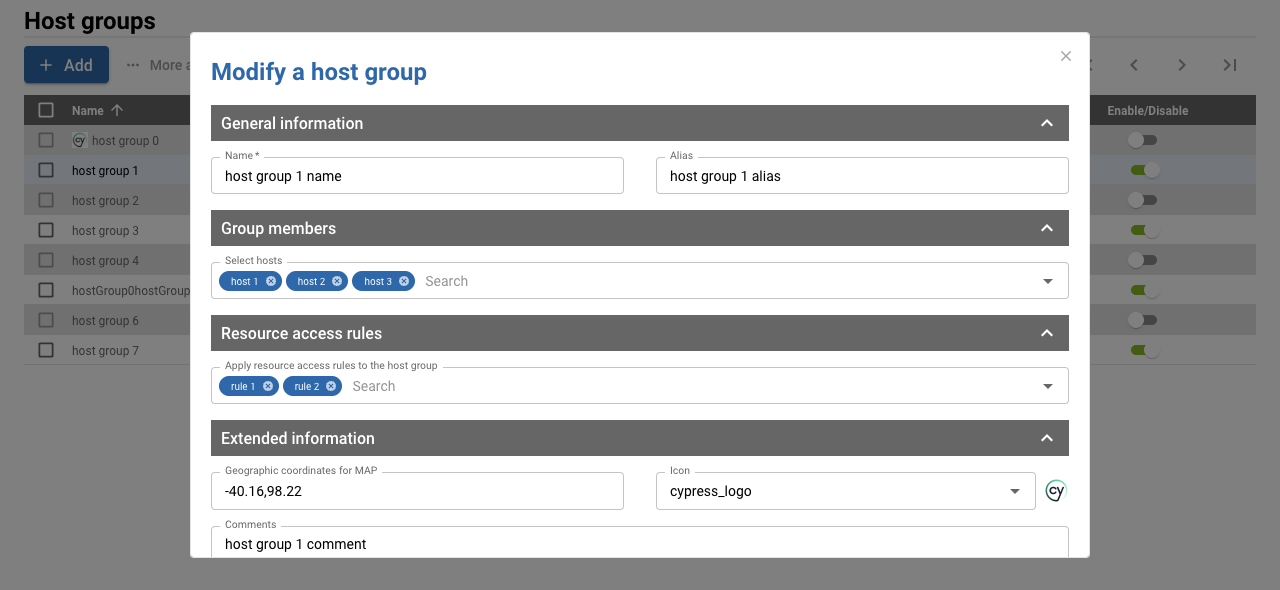 Host groups
Add
More a
Name
Enable/Disable
cy host group 0
host group 1
host group 2
host group 3
host group 4
hostGroup0hostGroup
host group 6
host group 7
Modify a host group
General information
Name *
host group 1 name
Alias
host group 1 alias
Group members
Select hosts
host 1 host 2 host 3 Search
Resource access rules
Apply resource access rules to the host group
rule 1 rule 2 Search
Extended information
Geographic coordinates for MAP
-40.16,98.22
Icon
cypress_logo
cy
Comments
host group 1 comment